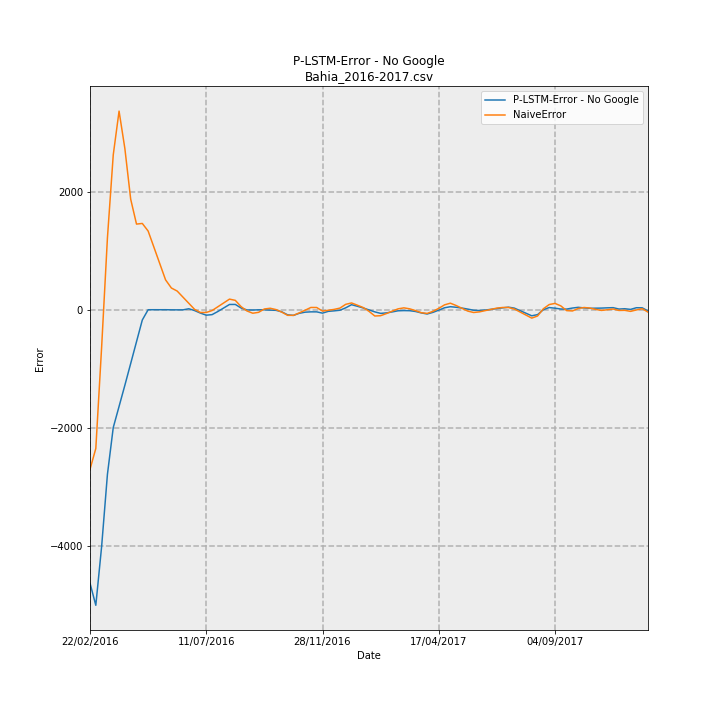 P-LSTM-Error - No Google
Bahia_2016-2017.csv
P-LSTM-Error - No Google
NaiveError
2000
0
−2000
−4000
Error
22/02/2016
11/07/2016
28/11/2016
17/04/2017
04/09/2017
Date